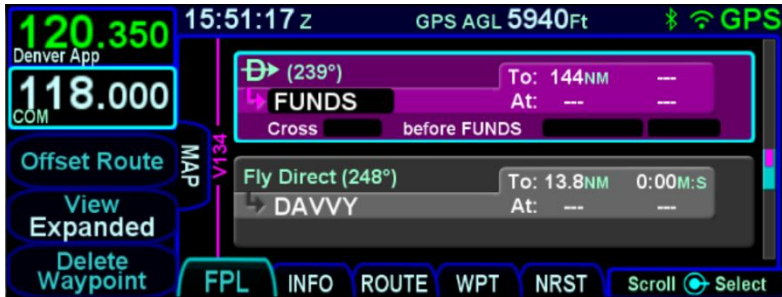 120.350
Denver App
15:51:17 Z
GPS AGL 5940Ft
GPS
118.000
COM
Offset Route
View
Expanded
Delete
Waypoint
MAP
V134
D (239°)
To: 144NM ---
FUNDS
At: --- ---
Cross before FUNDS
Fly Direct (248°)
To: 13.8NM 0:00M:S
DAVVY
At: --- ---
FPL INFO ROUTE WPT NRST Scroll Select